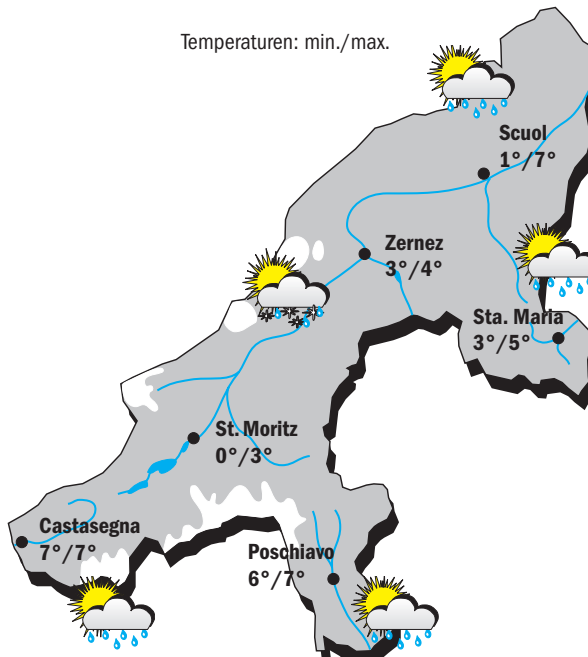 Temperaturen: min./max.
Scuol
1°/7°
Zernez
3°/4°
Sta. Maria
3°/5°
St. Moritz
0°/3°
Castasegna
7°/7°
Poschiavo
6°/7°